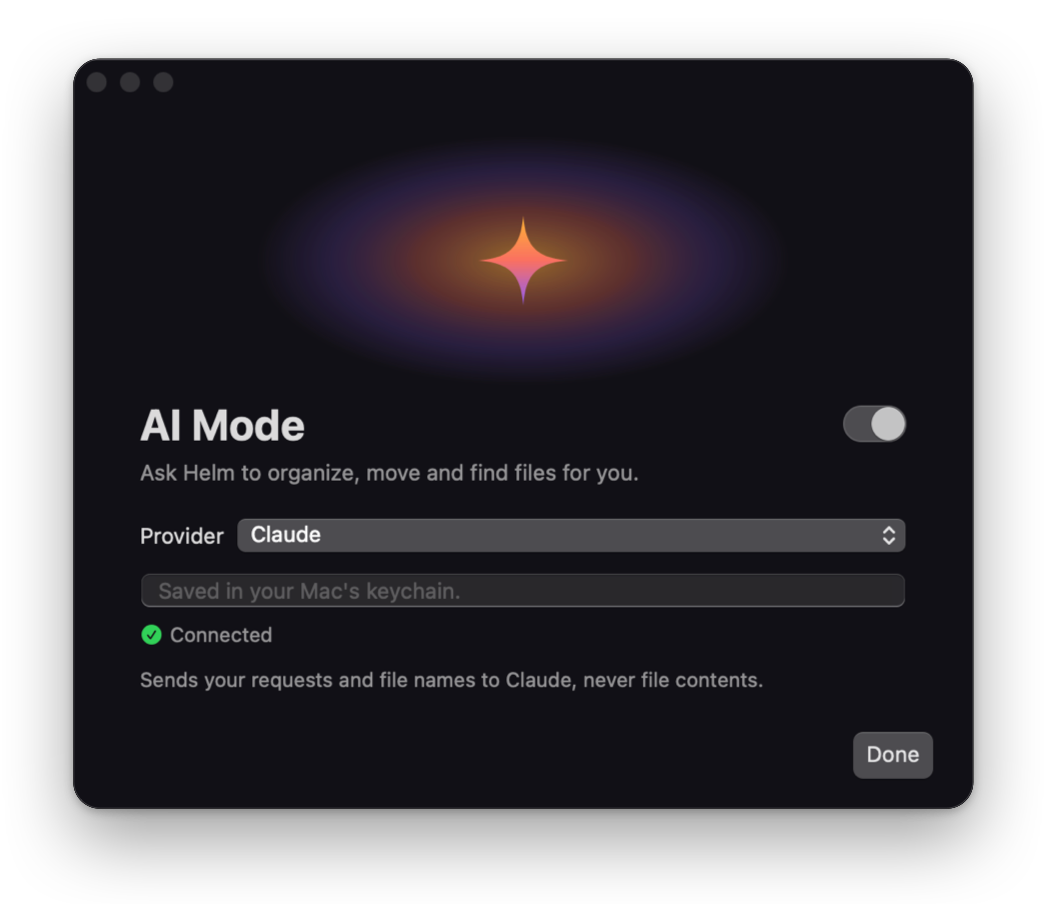 AI Mode
Ask Helm to organize, move and find files for you.
Provider Claude
Saved in your Mac's keychain.
Connected
Sends your requests and file names to Claude, never file contents.
Done